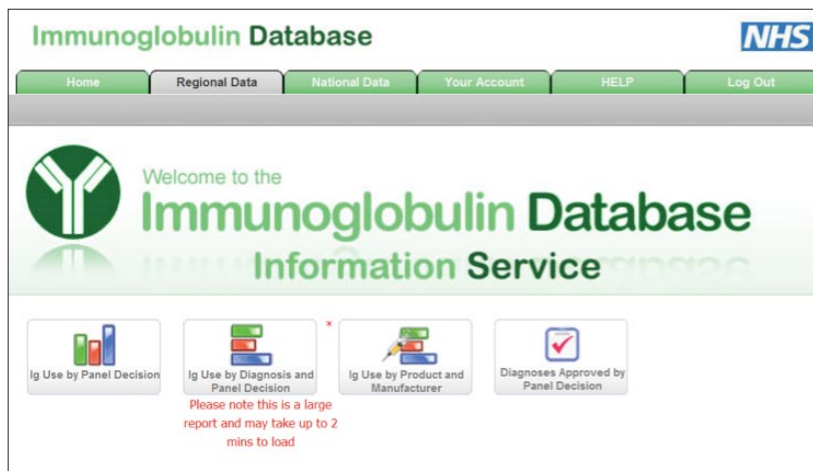 Immunoglobulin Database
NHS
Home Regional Data National Data Your Account HELP Log Out
Welcome to the
Immunoglobulin Database
Information Service
*
Ig Use by Panel Decision
Ig Use by Diagnosis and
Panel Decision
Ig Use by Product and
Manufacturer
Diagnoses Approved by
Panel Decision
Please note this is a large
report and may take up to 2
mins to load